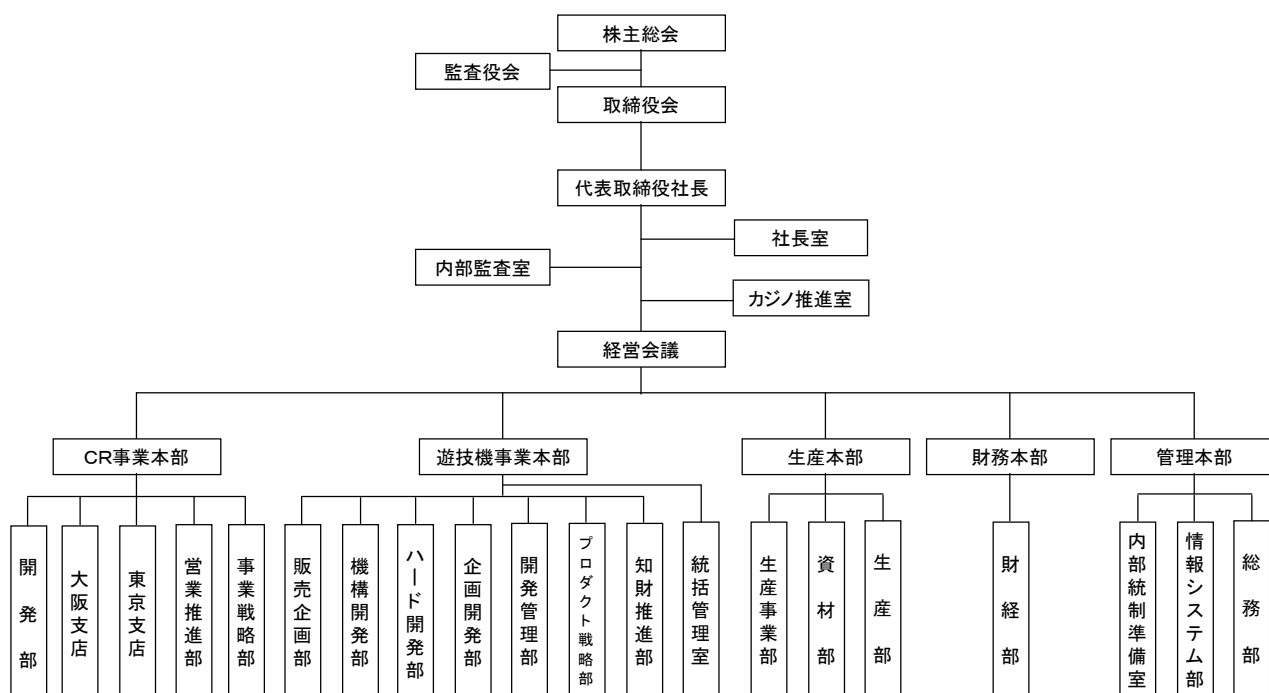 株主総会
監査役会
取締役会
代表取締役社長
社長室
内部監査室
カジノ推進室
経営会議
CR事業本部
遊技機事業本部
生産本部
財務本部
管理本部
開発部
大阪支店
東京支店
営業推進部
事業戦略部
販売企画部
機構開発部
ハード開発部
企画開発部
開発管理部
プロダクト戦略部
知財推進部
統括管理室
生産事業部
資材部
生産部
財経部
内部統制準備室
情報システム部
総務部